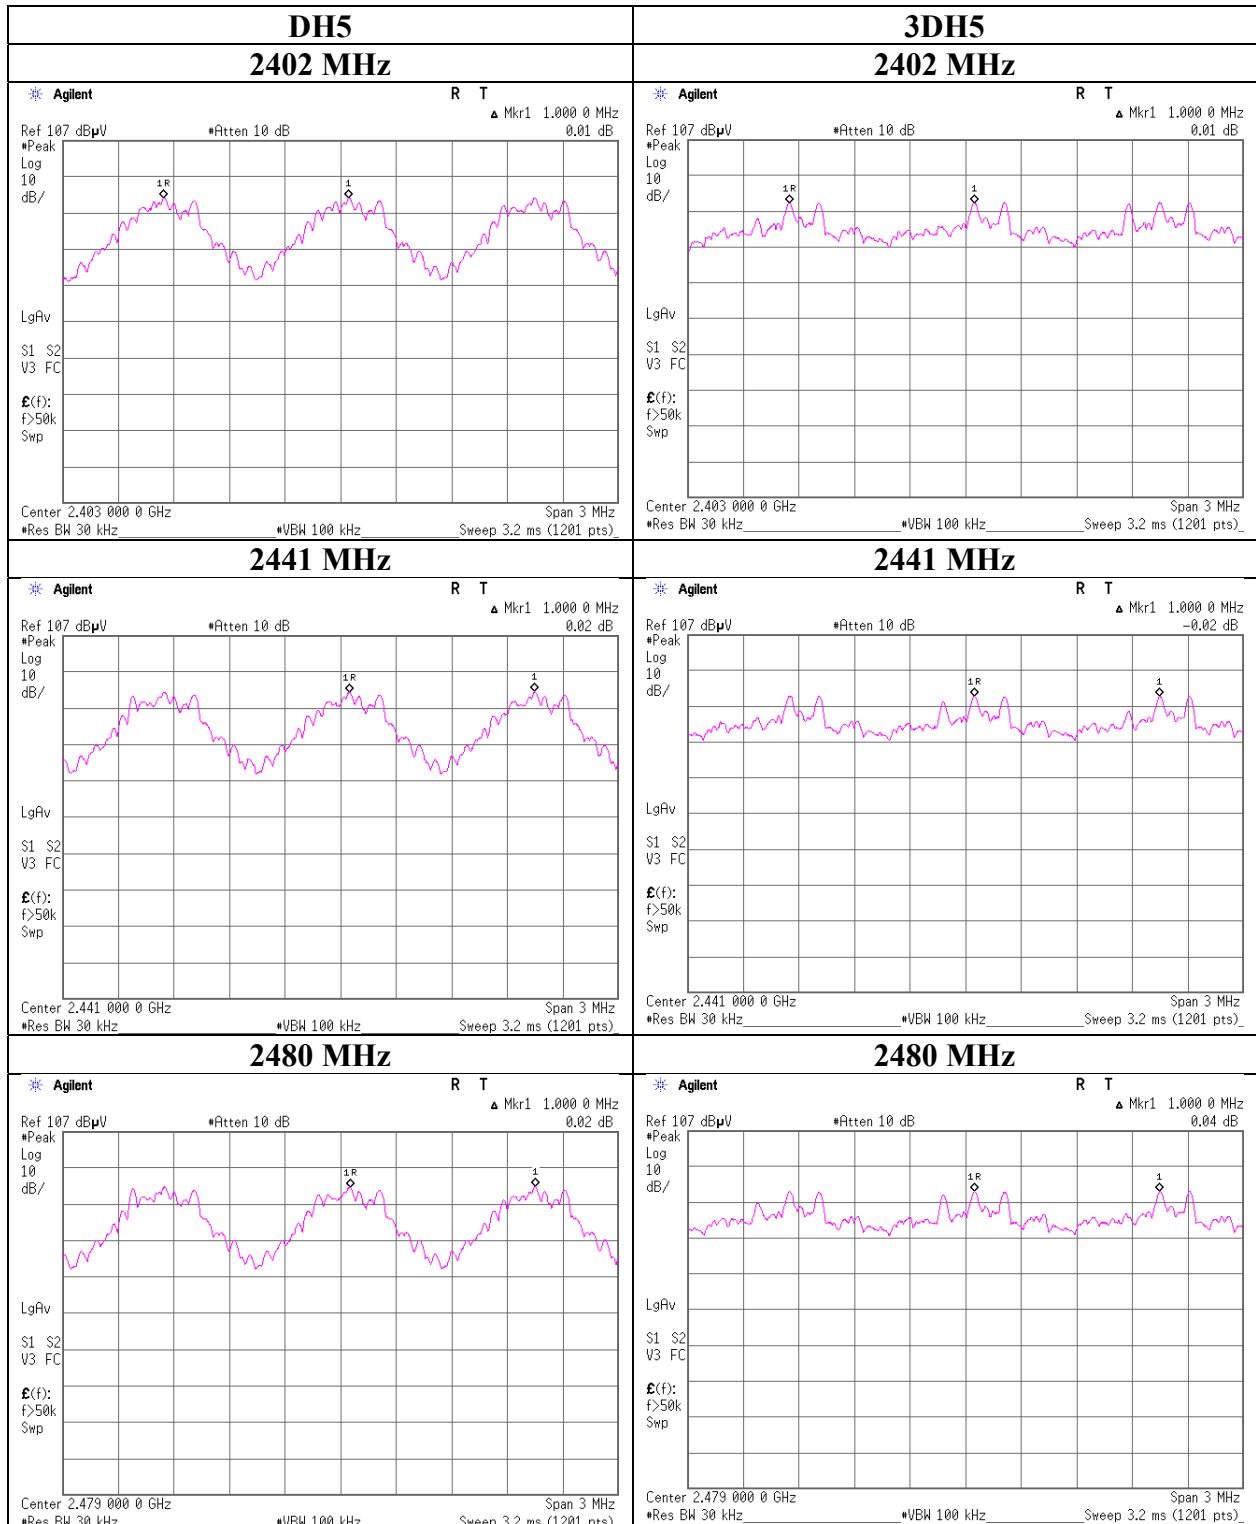 DH5 3DH5
2402 MHz 2402 MHz
Agilent R T
Δ Mkr1 1.000 0 MHz
Ref 107 dBµV #Atten 10 dB 0.01 dB
#Peak
Log
10
dB/
1R 1
LgAv
S1 S2
V3 FC
£(f):
f>50k
Swp
Center 2.403 000 0 GHz Span 3 MHz
#Res BW 30 kHz #VBW 100 kHz Sweep 3.2 ms (1201 pts)
Agilent R T
Δ Mkr1 1.000 0 MHz
Ref 107 dBµV #Atten 10 dB 0.01 dB
#Peak
Log
10
dB/
1R 1
LgAv
S1 S2
V3 FC
£(f):
f>50k
Swp
Center 2.403 000 0 GHz Span 3 MHz
#Res BW 30 kHz #VBW 100 kHz Sweep 3.2 ms (1201 pts)
2441 MHz 2441 MHz
Agilent R T
Δ Mkr1 1.000 0 MHz
Ref 107 dBµV #Atten 10 dB 0.02 dB
#Peak
Log
10
dB/
1R 1
LgAv
S1 S2
V3 FC
£(f):
f>50k
Swp
Center 2.441 000 0 GHz Span 3 MHz
#Res BW 30 kHz #VBW 100 kHz Sweep 3.2 ms (1201 pts)
Agilent R T
Δ Mkr1 1.000 0 MHz
Ref 107 dBµV #Atten 10 dB -0.02 dB
#Peak
Log
10
dB/
1R 1
LgAv
S1 S2
V3 FC
£(f):
f>50k
Swp
Center 2.441 000 0 GHz Span 3 MHz
#Res BW 30 kHz #VBW 100 kHz Sweep 3.2 ms (1201 pts)
2480 MHz 2480 MHz
Agilent R T
Δ Mkr1 1.000 0 MHz
Ref 107 dBµV #Atten 10 dB 0.02 dB
#Peak
Log
10
dB/
1R 1
LgAv
S1 S2
V3 FC
£(f):
f>50k
Swp
Center 2.479 000 0 GHz Span 3 MHz
#Res BW 30 kHz #VBW 100 kHz Sweep 3.2 ms (1201 pts)
Agilent R T
Δ Mkr1 1.000 0 MHz
Ref 107 dBµV #Atten 10 dB 0.04 dB
#Peak
Log
10
dB/
1R 1
LgAv
S1 S2
V3 FC
£(f):
f>50k
Swp
Center 2.479 000 0 GHz Span 3 MHz
#Res BW 30 kHz #VBW 100 kHz Sweep 3.2 ms (1201 pts)